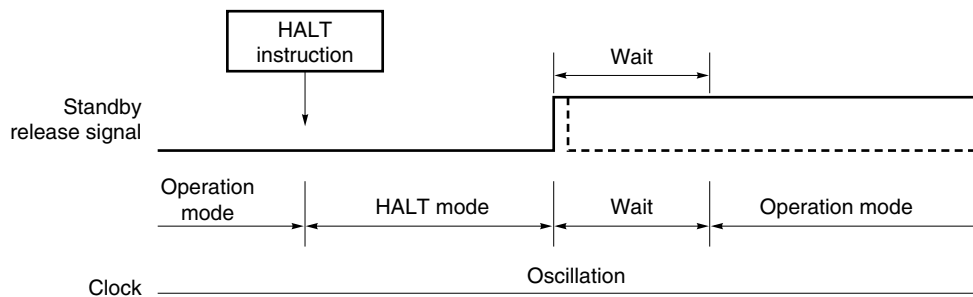 HALT
instruction
Wait
Standby
release signal
Operation
mode
HALT mode
Wait
Operation mode
Oscillation
Clock